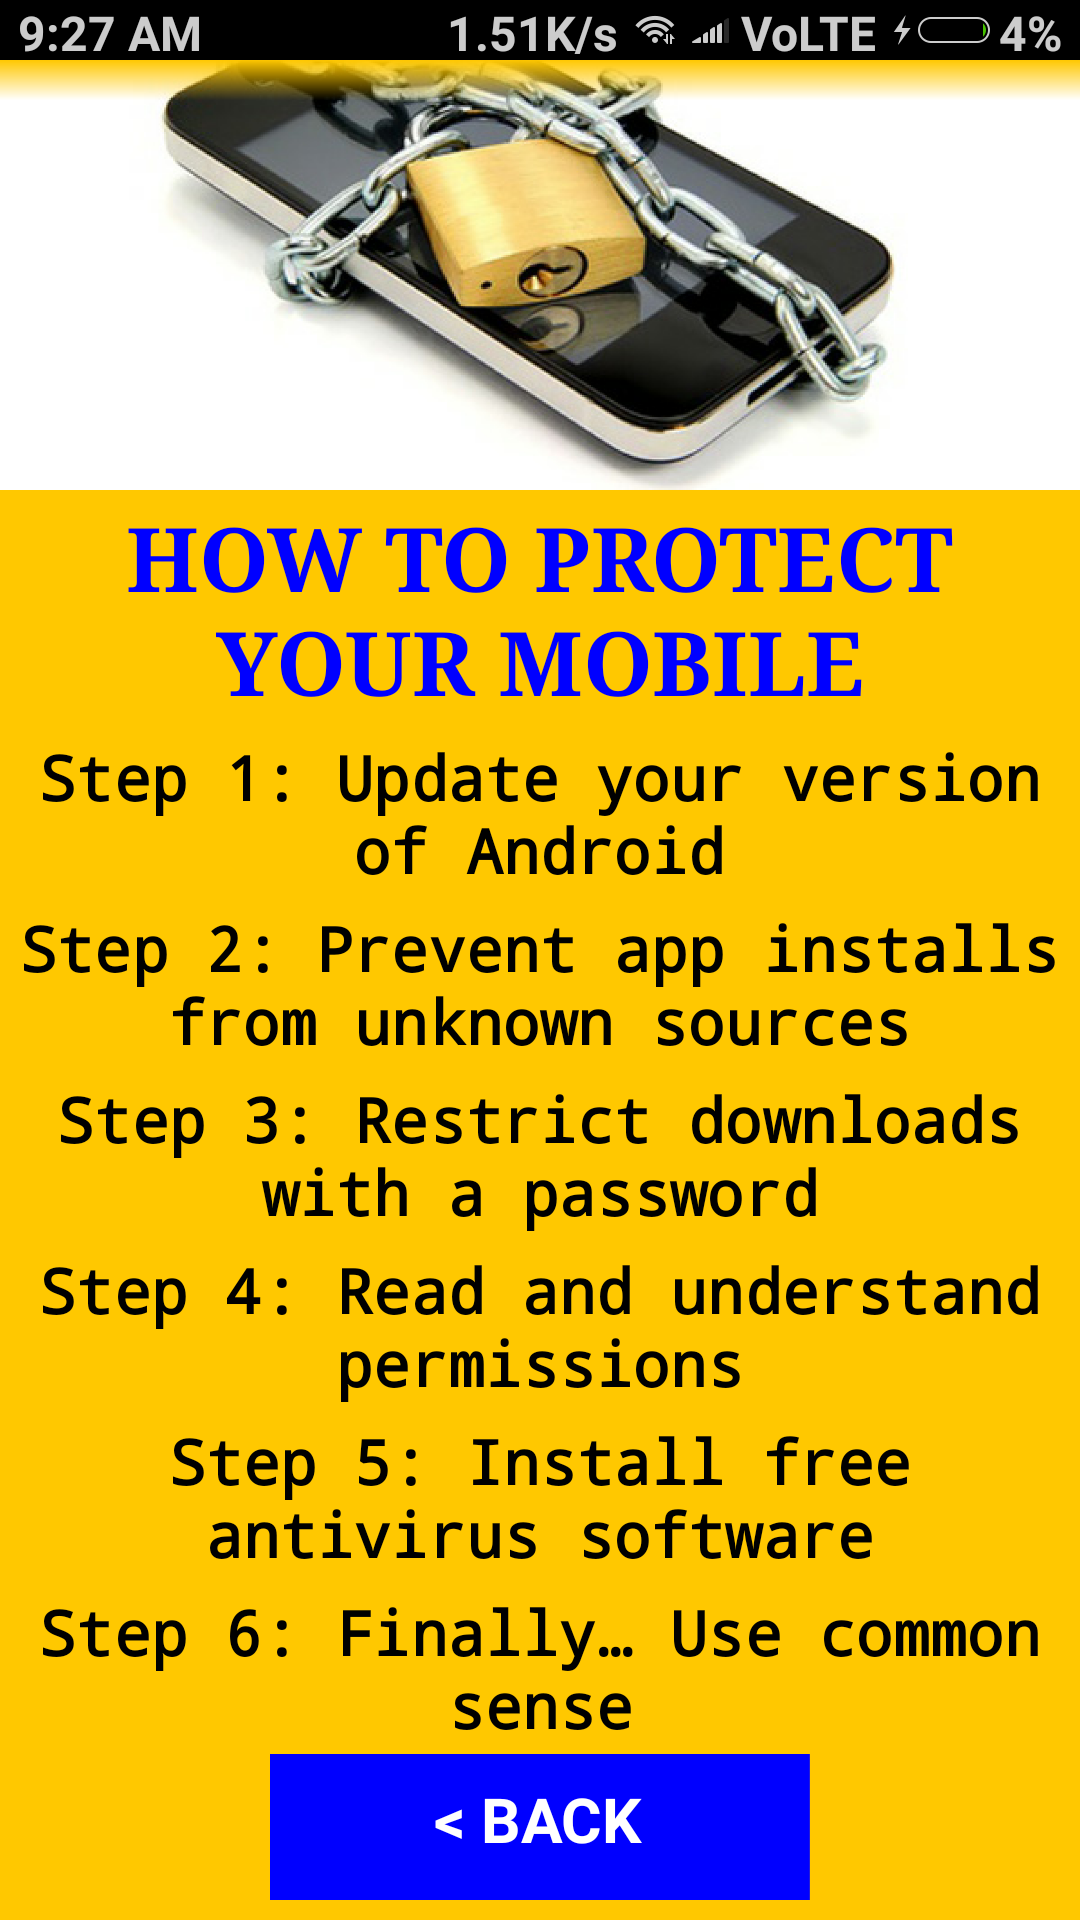 9:27 AM 1.51K/s VoLTE 4%
HOW TO PROTECT
YOUR MOBILE
Step 1: Update your version
of Android
Step 2: Prevent app installs
from unknown sources
Step 3: Restrict downloads
with a password
Step 4: Read and understand
permissions
Step 5: Install free
antivirus software
Step 6: Finally… Use common
sense
< BACK